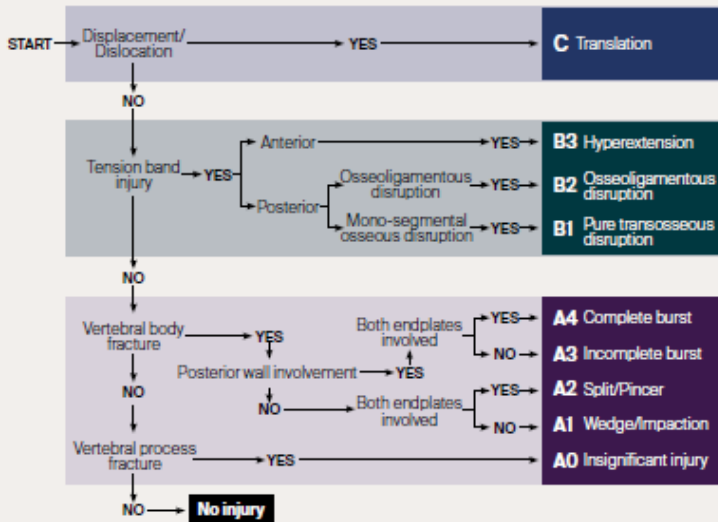 START
Displacement/
Dislocation
YES
C Translation
NO
Tension band
injury
YES
Anterior
YES
B3 Hyperextension
Posterior
Osseoligamentous
disruption
YES
B2 Osseoligamentous
disruption
Mono-segmental
osseous disruption
YES
B1 Pure transosseous
disruption
NO
Vertebral body
fracture
YES
Posterior wall involvement
YES
Both endplates
involved
YES
A4 Complete burst
NO
A3 Incomplete burst
NO
Both endplates
involved
YES
A2 Split/Pincer
NO
A1 Wedge/Impaction
NO
Vertebral process
fracture
YES
A0 Insignificant injury
NO
No injury